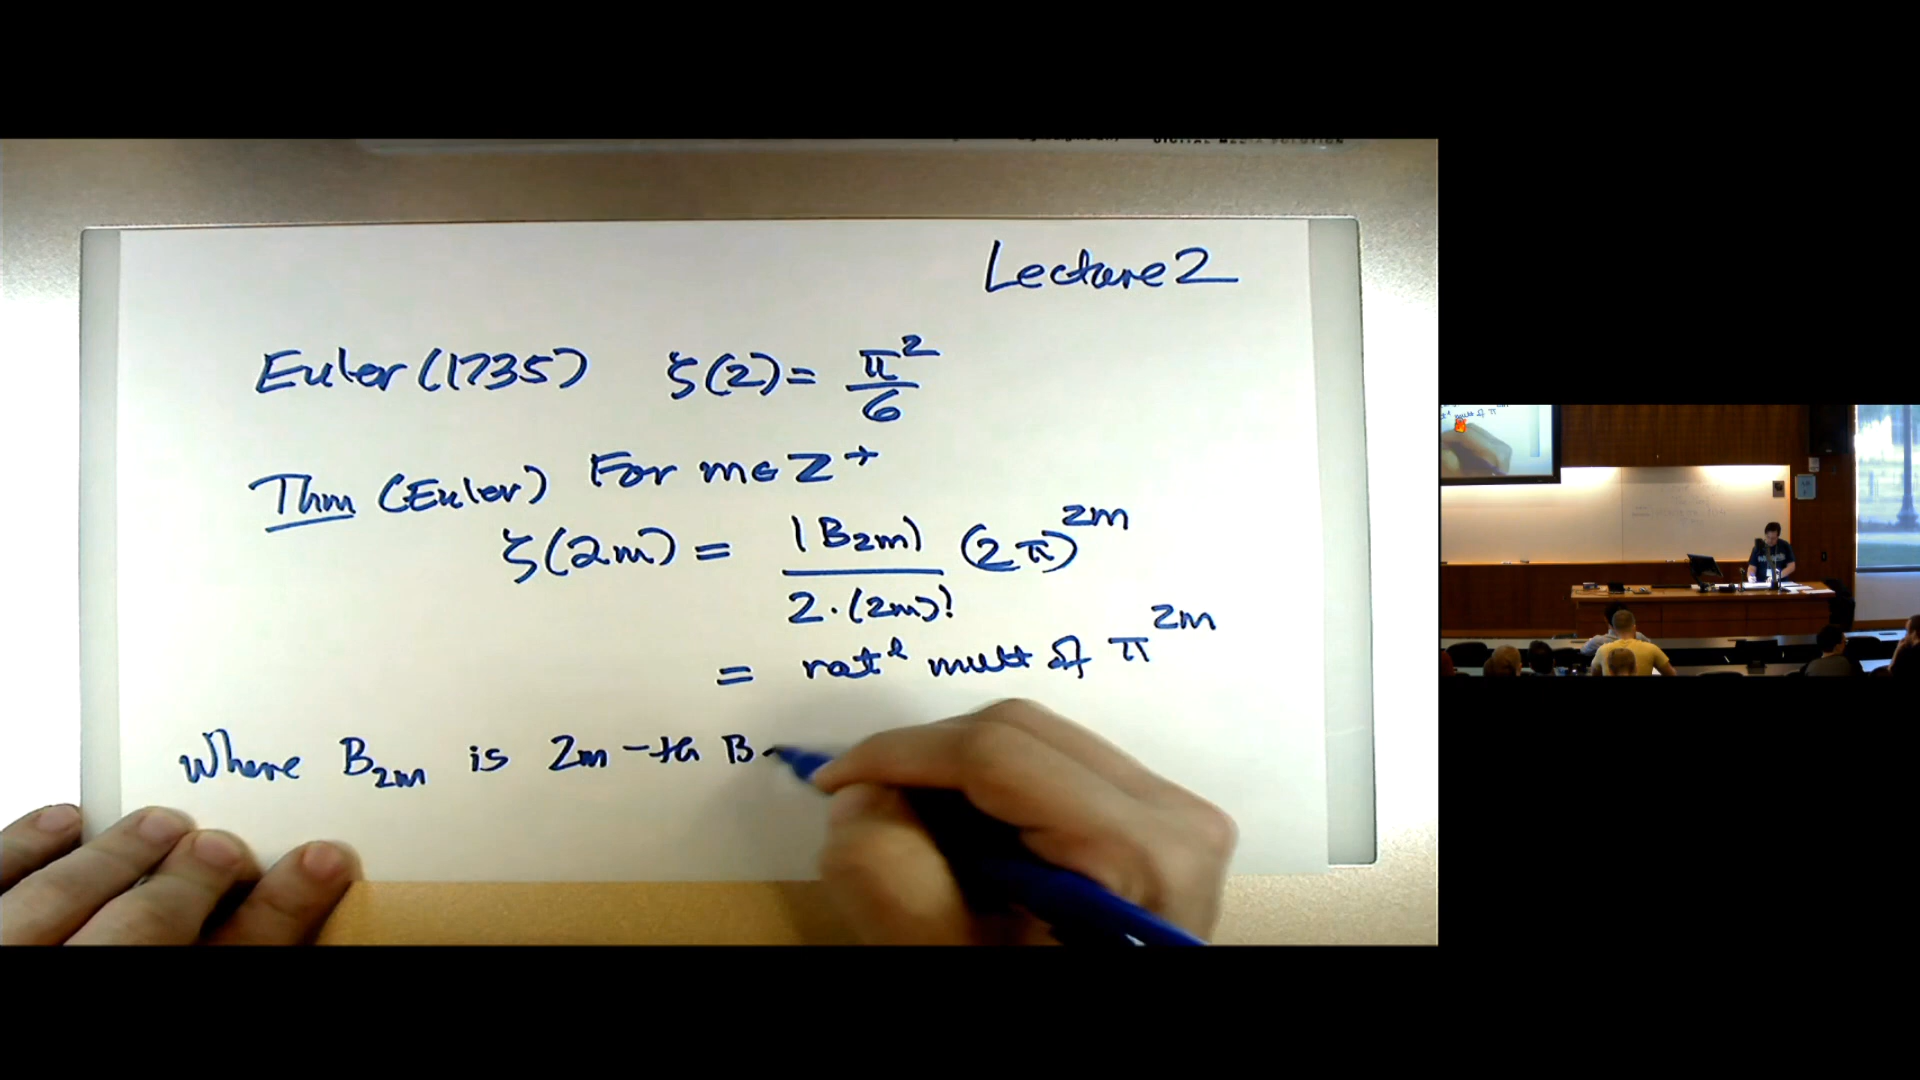 Lecture 2
Euler (1735) ζ(2) = π²/6
Thm (Euler) For m ∈ Z⁺
ζ(2m) = |B₂ₘ| / 2·(2m)! (2π)²ᵐ
= rat'l mult of π²ᵐ
Where B₂ₘ is 2m-th B